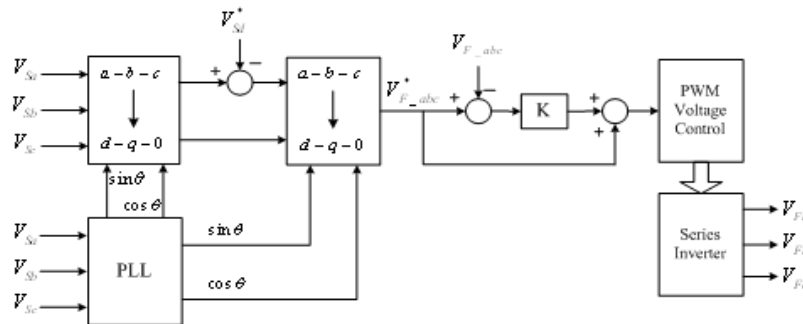 V*Sd
VSa
VSb
VSc
a-b-c
d-q-0
+
−
a-b-c
d-q-0
V*F_abc
VF_abc
+
−
K
+
+
PWM
Voltage
Control
sinθ
cosθ
VSa
VSb
VSc
PLL
sinθ
cosθ
Series
Inverter